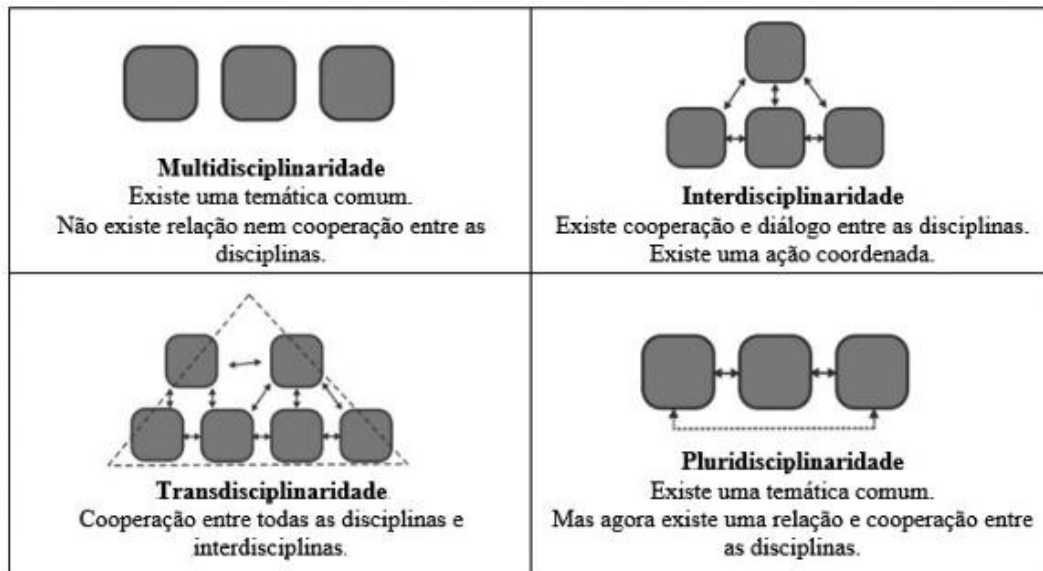 Multidisciplinaridade
Existe uma temática comum.
Não existe relação nem cooperação entre as
disciplinas.
Interdisciplinaridade
Existe cooperação e diálogo entre as disciplinas.
Existe uma ação coordenada.
Transdisciplinaridade
Cooperação entre todas as disciplinas e
interdisciplinas.
Pluridisciplinaridade
Existe uma temática comum.
Mas agora existe uma relação e cooperação entre
as disciplinas.